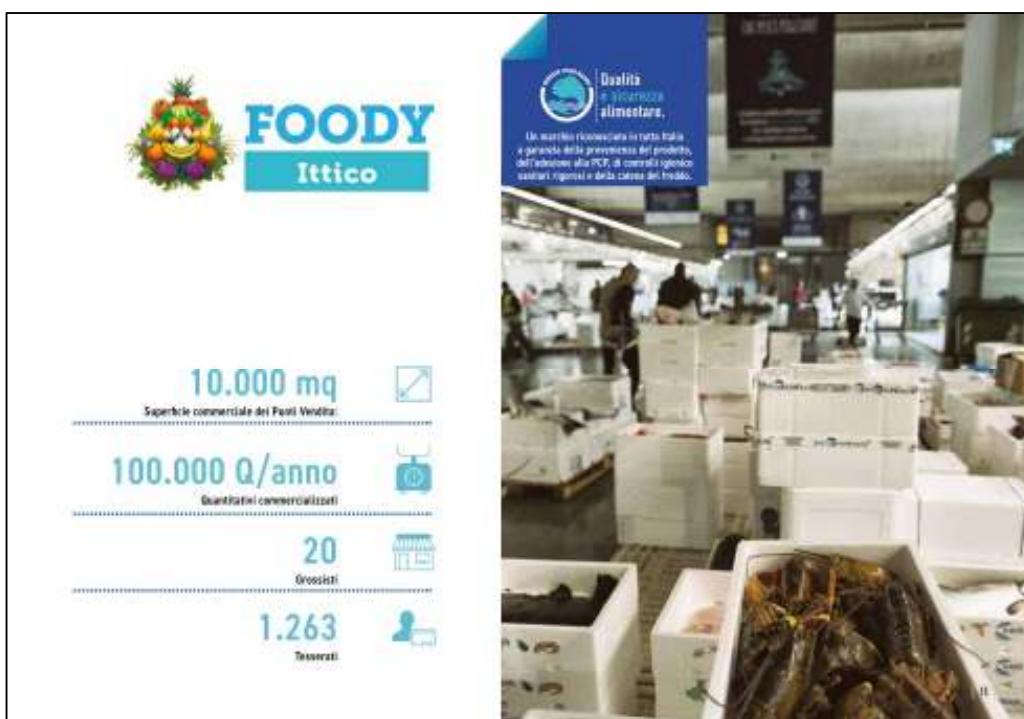 FOODY
Ittico
10.000 mq
Superficie commerciale dei Punti Vendita:
100.000 Q/anno
Quantitativi commercializzati
20
Grossisti
1.263
Tesserati
Qualità
e sicurezza
alimentare.
Un marchio riconosciuto in tutta Italia
a garanzia della provenienza del prodotto,
dell'adesione alla PCP, di controlli igienico
sanitari rigorosi e della catena del freddo.